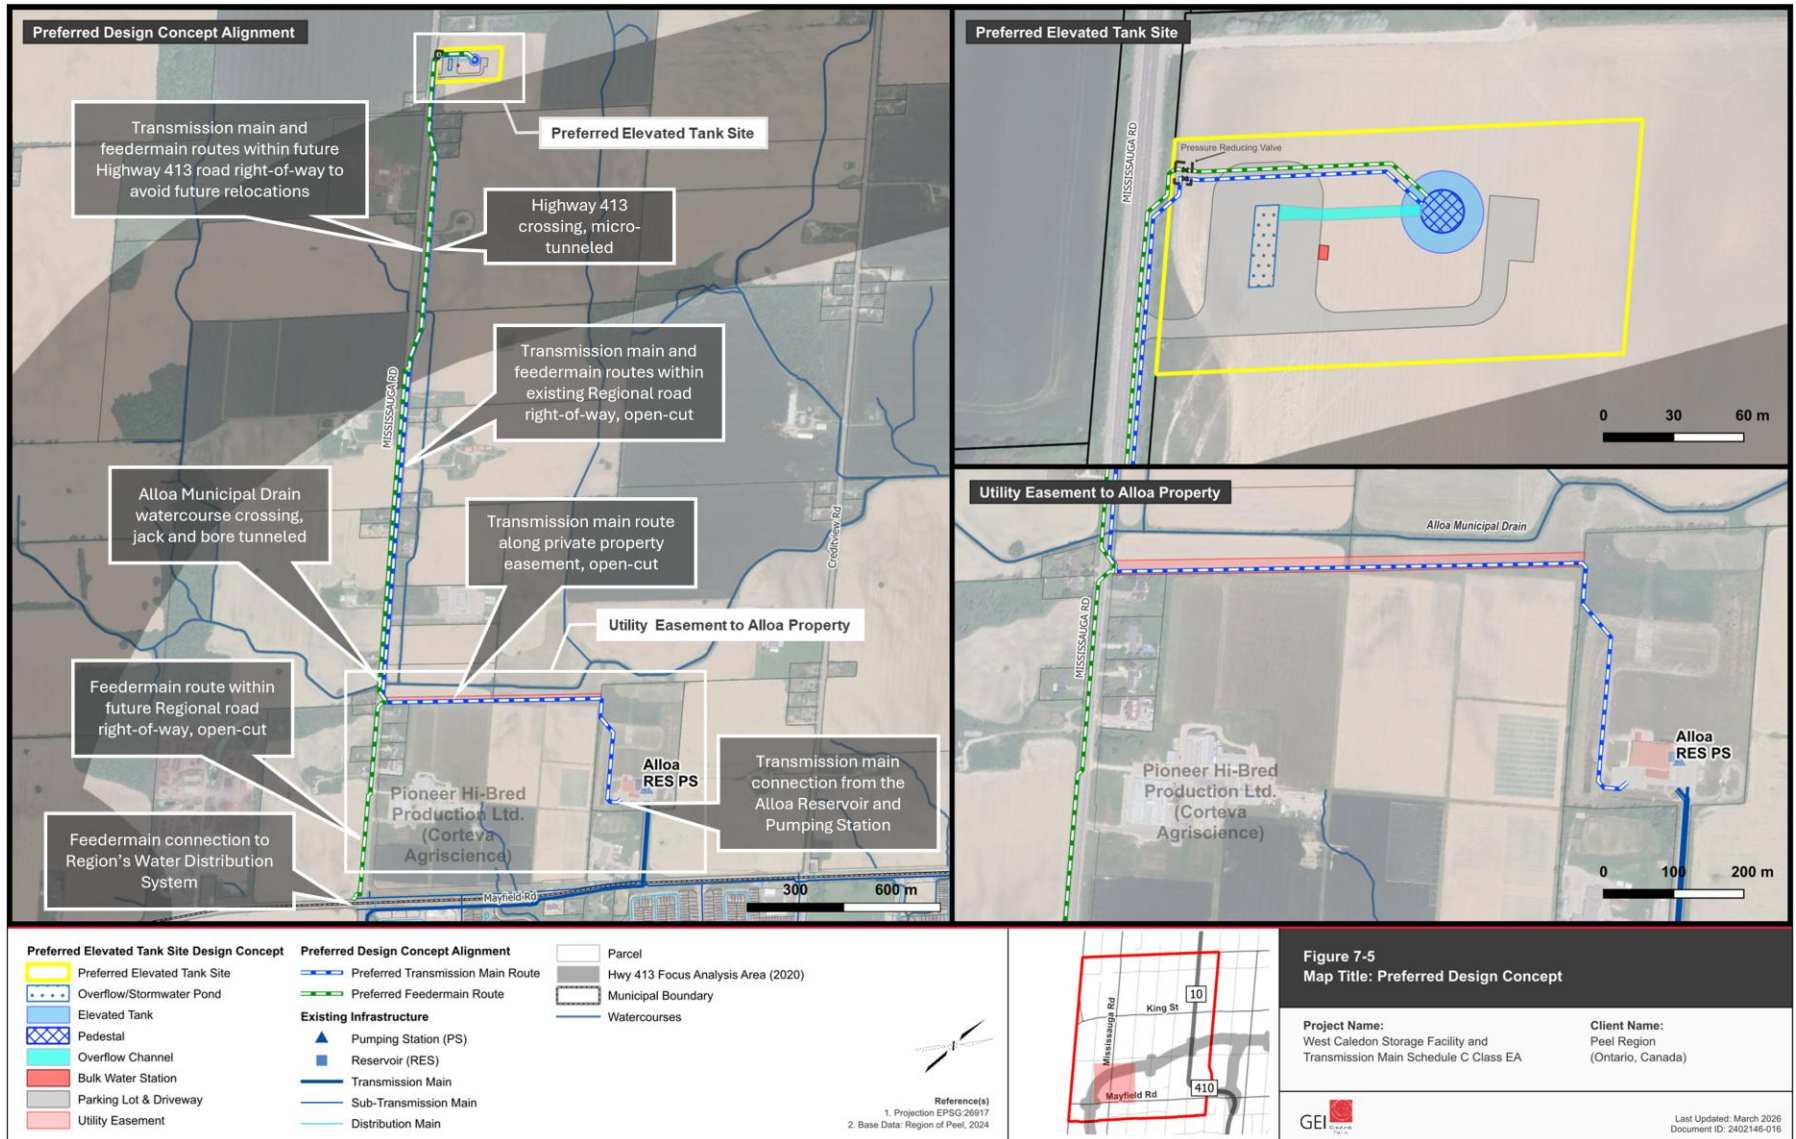 Preferred Design Concept Alignment
Transmission main and
feedermain routes within future
Highway 413 road right-of-way to
avoid future relocations
Preferred Elevated Tank Site
Highway 413
crossing, micro-
tunneled
Transmission main and
feedermain routes within
existing Regional road
right-of-way, open-cut
MISSISSAUGA RD
Alloa Municipal Drain
watercourse crossing,
jack and bore tunneled
Transmission main route
along private property
easement, open-cut
Creditview Rd
Utility Easement to Alloa Property
Feedermain route within
future Regional road
right-of-way, open-cut
Alloa
RES PS
Transmission main
connection from the
Alloa Reservoir and
Pumping Station
Pioneer Hi-Bred
Production Ltd.
(Corteva
Agriscience)
Feedermain connection to
Region's Water Distribution
System
Mayfield Rd
300 600 m
Preferred Elevated Tank Site
Pressure Reducing Valve
MISSISSAUGA RD
0 30 60 m
Utility Easement to Alloa Property
Alloa Municipal Drain
MISSISSAUGA RD
Alloa
RES PS
Pioneer Hi-Bred
Production Ltd.
(Corteva
Agriscience)
0 100 200 m
Preferred Elevated Tank Site Design Concept
Preferred Elevated Tank Site
Overflow/Stormwater Pond
Elevated Tank
Pedestal
Overflow Channel
Bulk Water Station
Parking Lot & Driveway
Utility Easement
Preferred Design Concept Alignment
Preferred Transmission Main Route
Preferred Feedermain Route
Existing Infrastructure
Pumping Station (PS)
Reservoir (RES)
Transmission Main
Sub-Transmission Main
Distribution Main
Parcel
Hwy 413 Focus Analysis Area (2020)
Municipal Boundary
Watercourses
Reference(s)
1. Projection EPSG:26917
2. Base Data: Region of Peel, 2024
10
King St
Mississauga Rd
410
Mayfield Rd
Figure 7-5
Map Title: Preferred Design Concept
Project Name:
West Caledon Storage Facility and
Transmission Main Schedule C Class EA
Client Name:
Peel Region
(Ontario, Canada)
GEI
Last Updated: March 2026
Document ID: 2402146-016